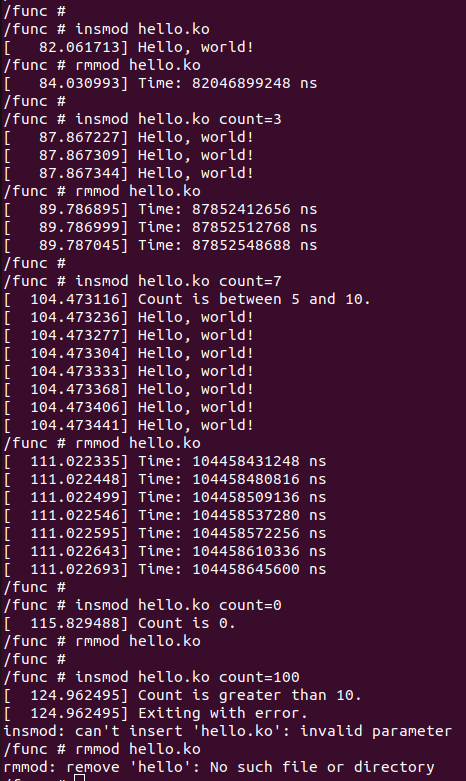 /func #
/func # insmod hello.ko
[   82.061713] Hello, world!
/func # rmmod hello.ko
[   84.030993] Time: 82046899248 ns
/func #
/func # insmod hello.ko count=3
[   87.867227] Hello, world!
[   87.867309] Hello, world!
[   87.867344] Hello, world!
/func # rmmod hello.ko
[   89.786895] Time: 87852412656 ns
[   89.786999] Time: 87852512768 ns
[   89.787045] Time: 87852548688 ns
/func #
/func # insmod hello.ko count=7
[  104.473116] Count is between 5 and 10.
[  104.473236] Hello, world!
[  104.473277] Hello, world!
[  104.473304] Hello, world!
[  104.473333] Hello, world!
[  104.473368] Hello, world!
[  104.473406] Hello, world!
[  104.473441] Hello, world!
/func # rmmod hello.ko
[  111.022335] Time: 104458431248 ns
[  111.022448] Time: 104458480816 ns
[  111.022499] Time: 104458509136 ns
[  111.022546] Time: 104458537280 ns
[  111.022595] Time: 104458572256 ns
[  111.022643] Time: 104458610336 ns
[  111.022693] Time: 104458645600 ns
/func #
/func # insmod hello.ko count=0
[  115.829488] Count is 0.
/func # rmmod hello.ko
/func #
/func # insmod hello.ko count=100
[  124.962495] Count is greater than 10.
[  124.962495] Exiting with error.
insmod: can't insert 'hello.ko': invalid parameter
/func # rmmod hello.ko
rmmod: remove 'hello': No such file or directory
/func #